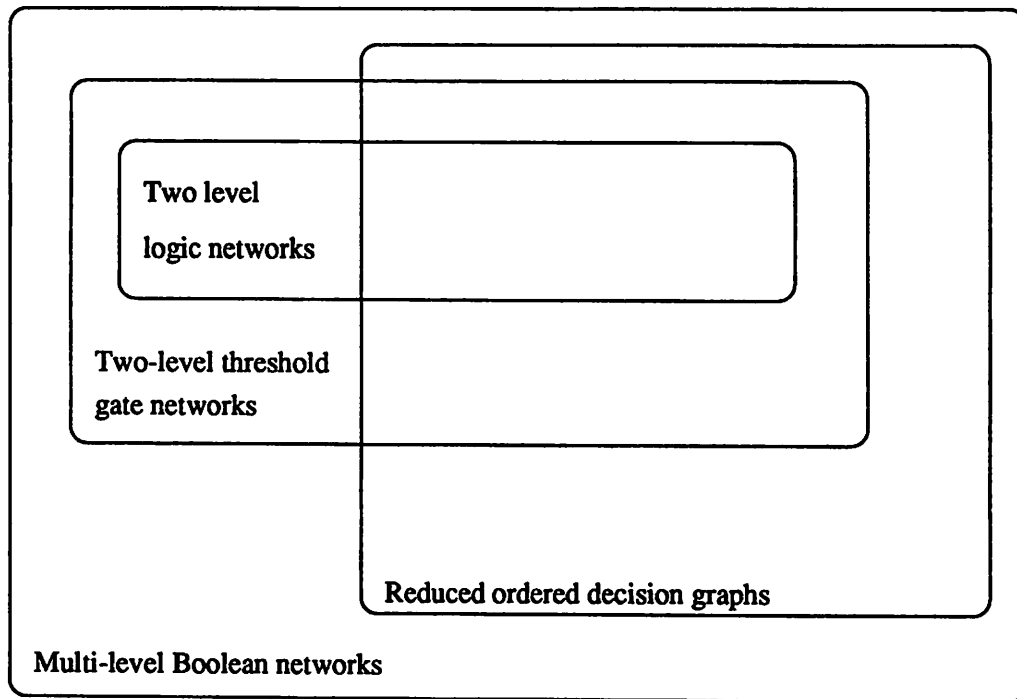 Two level
logic networks
Two-level threshold
gate networks
Reduced ordered decision graphs
Multi-level Boolean networks